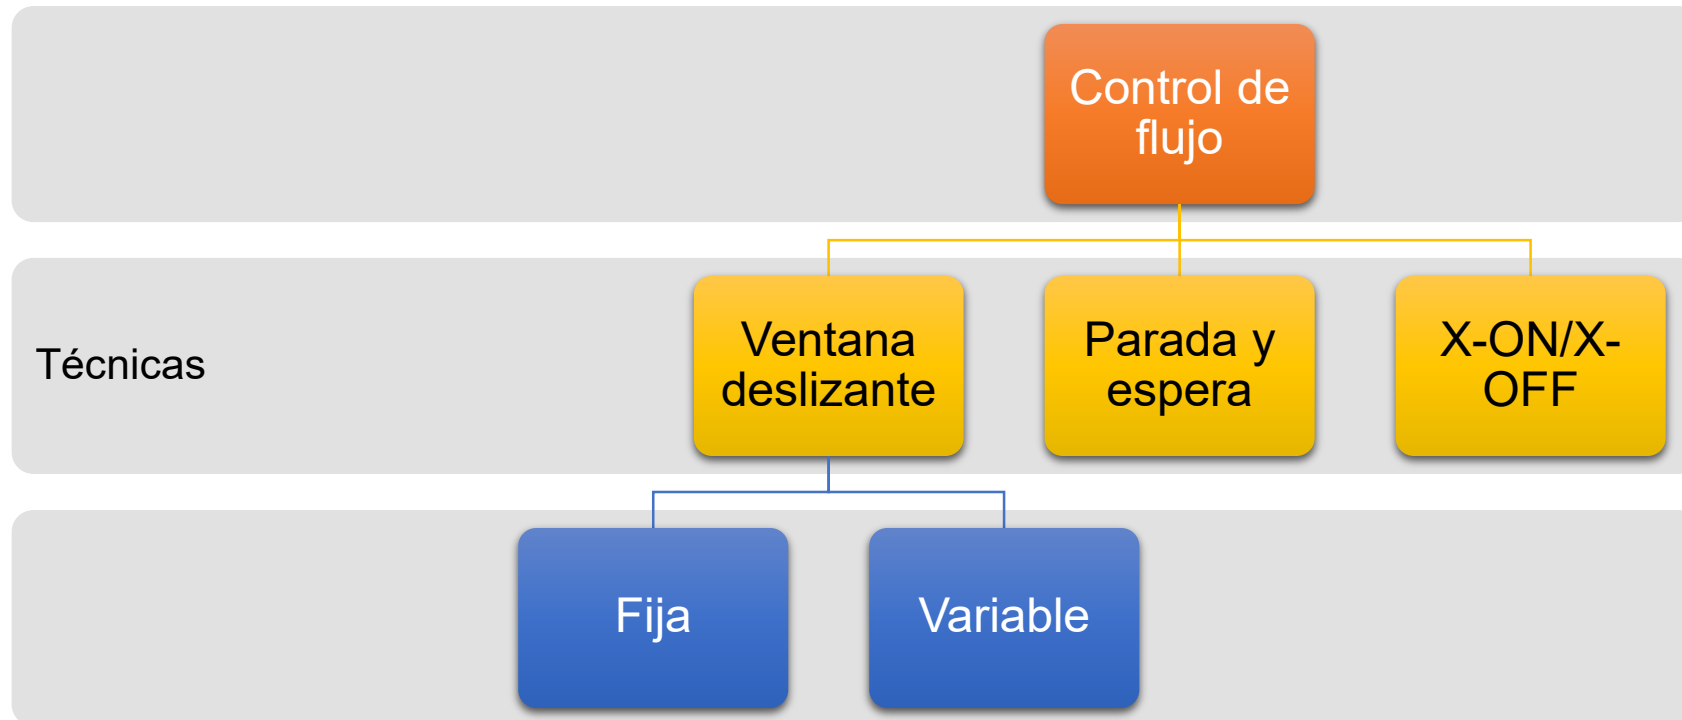 Control de
flujo
Técnicas
Ventana
deslizante
Parada y
espera
X-ON/X-
OFF
Fija
Variable